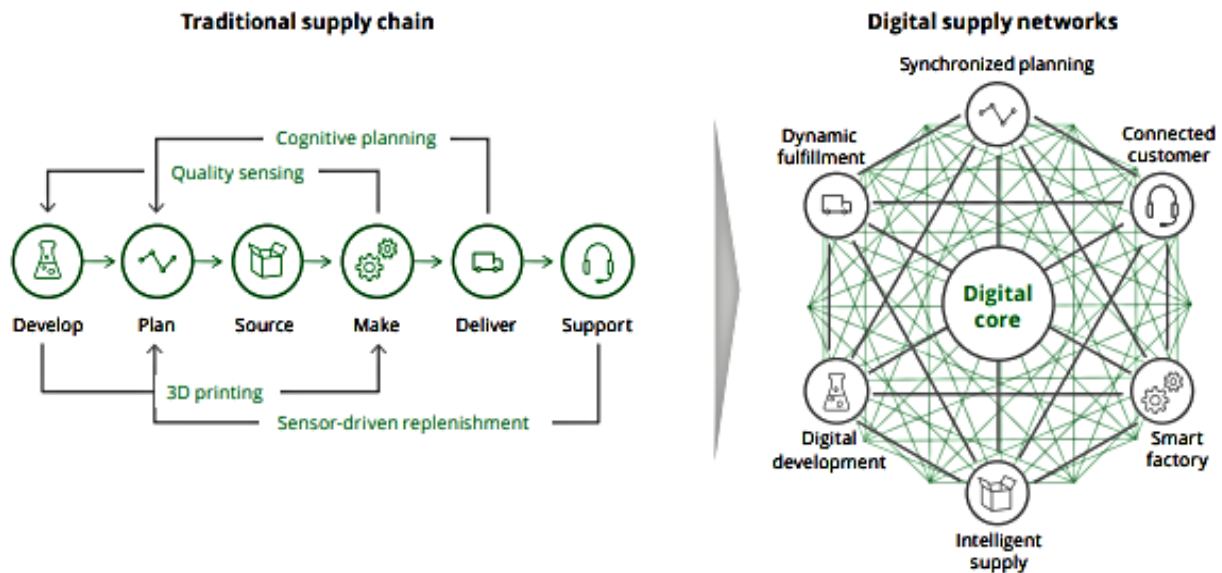 Traditional supply chain
Cognitive planning
Quality sensing
Develop
Plan
Source
Make
Deliver
Support
3D printing
Sensor-driven replenishment
Digital supply networks
Synchronized planning
Dynamic
fulfillment
Connected
customer
Digital
core
Digital
development
Smart
factory
Intelligent
supply